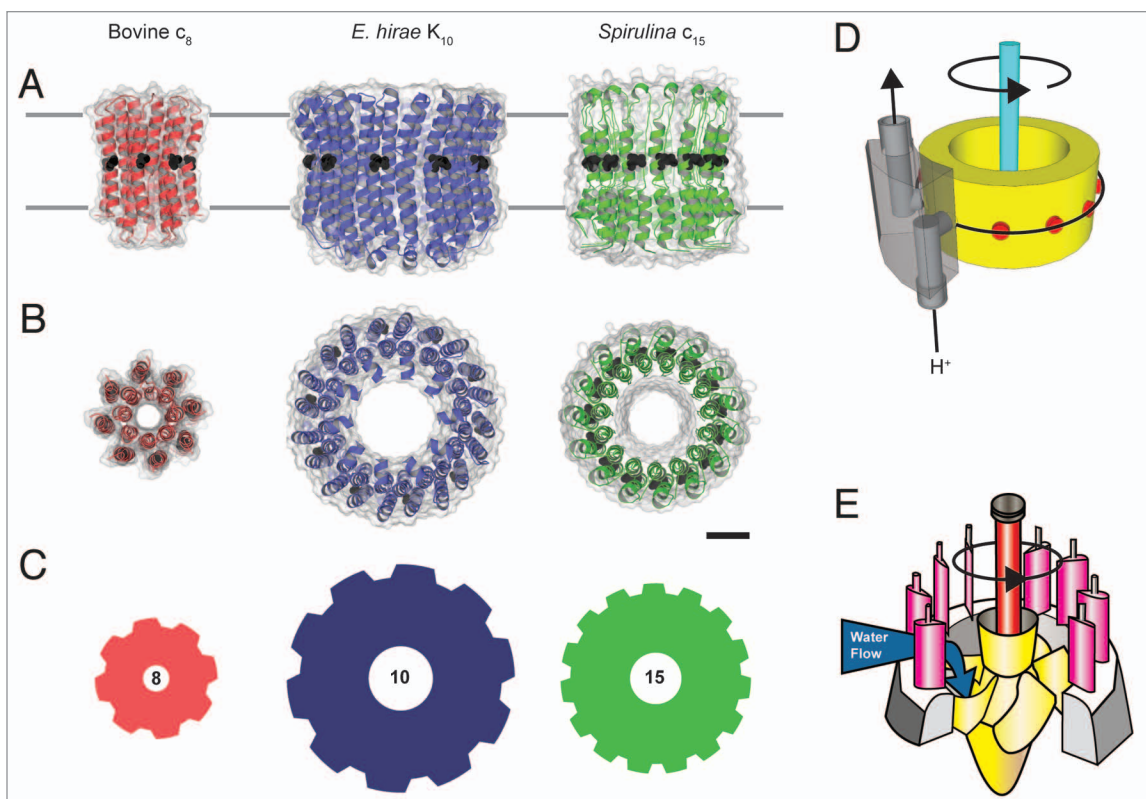 Bovine c₈
E. hirae K₁₀
Spirulina c₁₅
A
B
C
8
10
15
D
H⁺
E
Water
Flow